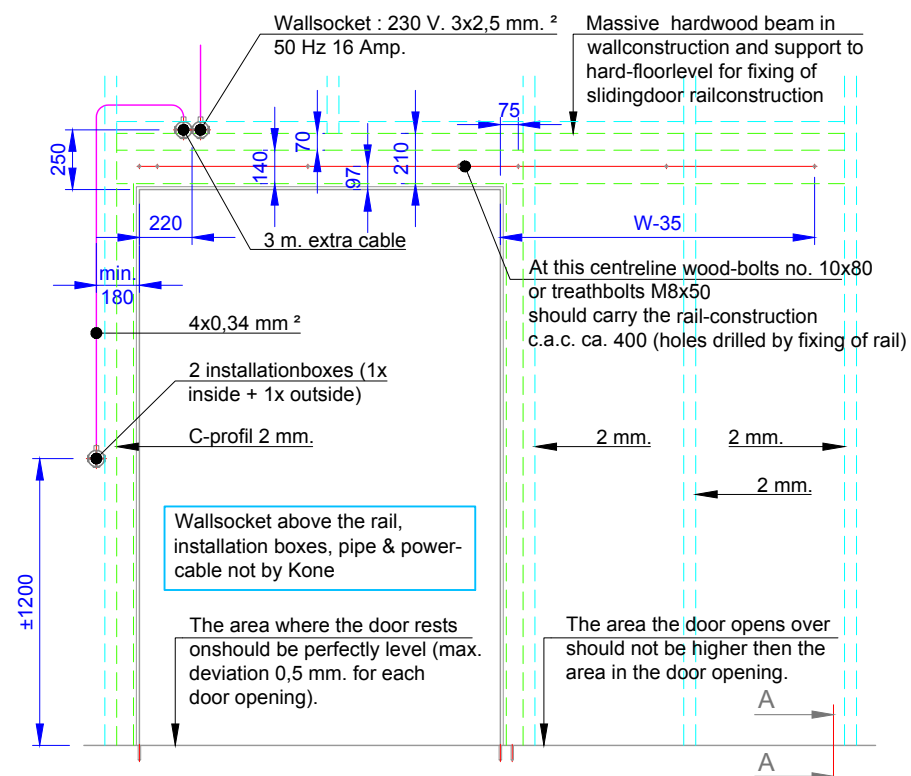 Wallsocket : 230 V. 3x2,5 mm. ²
50 Hz 16 Amp.
Massive hardwood beam in
wallconstruction and support to
hard-floorlevel for fixing of
slidingdoor railconstruction
75
250
140
70
97
210
220
W-35
3 m. extra cable
min.
180
At this centreline wood-bolts no. 10x80
or treathbolts M8x50
should carry the rail-construction
c.a.c. ca. 400 (holes drilled by fixing of rail)
4x0,34 mm ²
2 installationboxes (1x
inside + 1x outside)
C-profil 2 mm.
2 mm.
2 mm.
2 mm.
Wallsocket above the rail,
installation boxes, pipe & power-
cable not by Kone
±1200
The area where the door rests
onshould be perfectly level (max.
deviation 0,5 mm. for each
door opening).
The area the door opens over
should not be higher then the
area in the door opening.
A
A